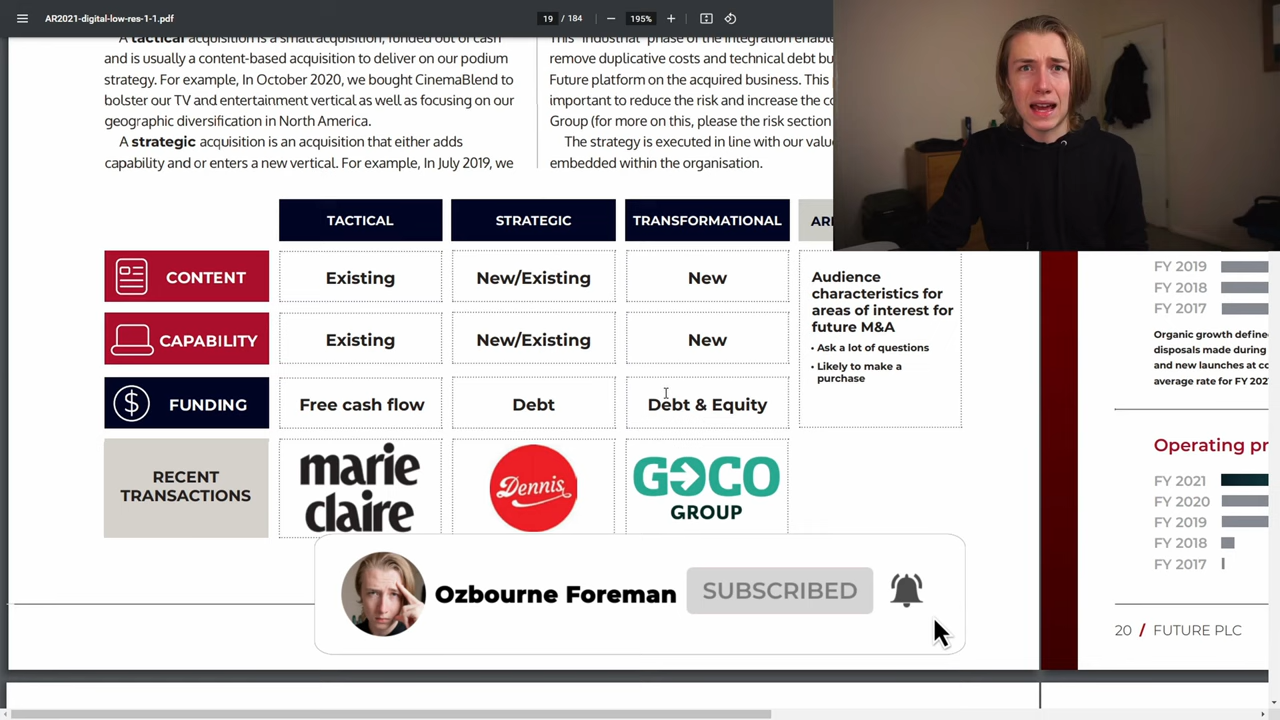 AR2021-digital-low-res-1-1.pdf
19 / 184
195%
A tactical acquisition is a small acquisition, funded out of cash
and is usually a content-based acquisition to deliver on our podium
strategy. For example, In October 2020, we bought CinemaBlend to
bolster our TV and entertainment vertical as well as focusing on our
geographic diversification in North America.
A strategic acquisition is an acquisition that either adds
capability and or enters a new vertical. For example, In July 2019, we
This "industrial" phase of the integration enable
remove duplicative costs and technical debt bu
Future platform on the acquired business. This
important to reduce the risk and increase the co
Group (for more on this, please the risk section
The strategy is executed in line with our valu
embedded within the organisation.
TACTICAL
STRATEGIC
TRANSFORMATIONAL
CONTENT
Existing
New/Existing
New
CAPABILITY
Existing
New/Existing
New
FUNDING
Free cash flow
Debt
Debt & Equity
RECENT
TRANSACTIONS
marie
claire
Dennis
GOCO
GROUP
Audience
characteristics for
areas of interest for
future M&A
• Ask a lot of questions
• Likely to make a
purchase
FY 2019
FY 2018
FY 2017
Organic growth define
disposals made during
and new launches at co
average rate for FY 202
Operating pr
FY 2021
FY 2020
FY 2019
FY 2018
FY 2017
20 / FUTURE PLC
Ozbourne Foreman
SUBSCRIBED